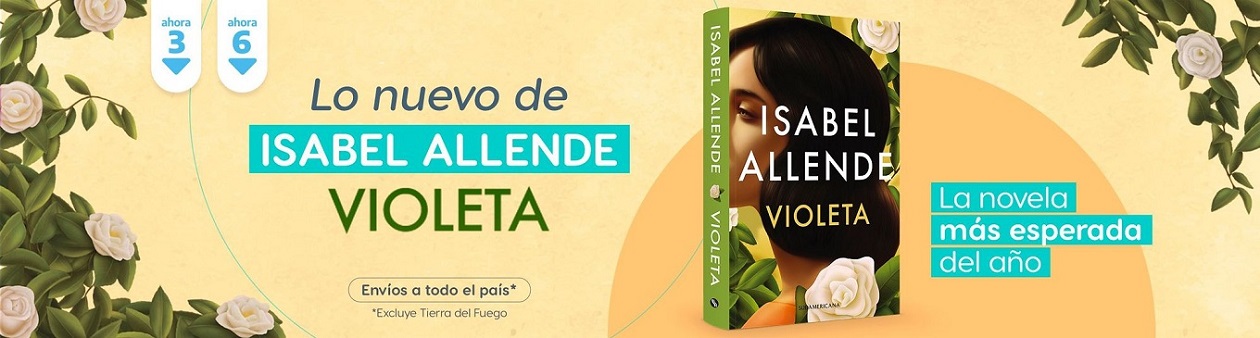 ahora
3
ahora
6
Lo nuevo de
ISABEL ALLENDE
VIOLETA
Envíos a todo el país*
*Excluye Tierra del Fuego
ISABEL ALLENDE VIOLETA
ISABEL
ALLENDE
VIOLETA
SUDAMERICANA
La novela
más esperada
del año